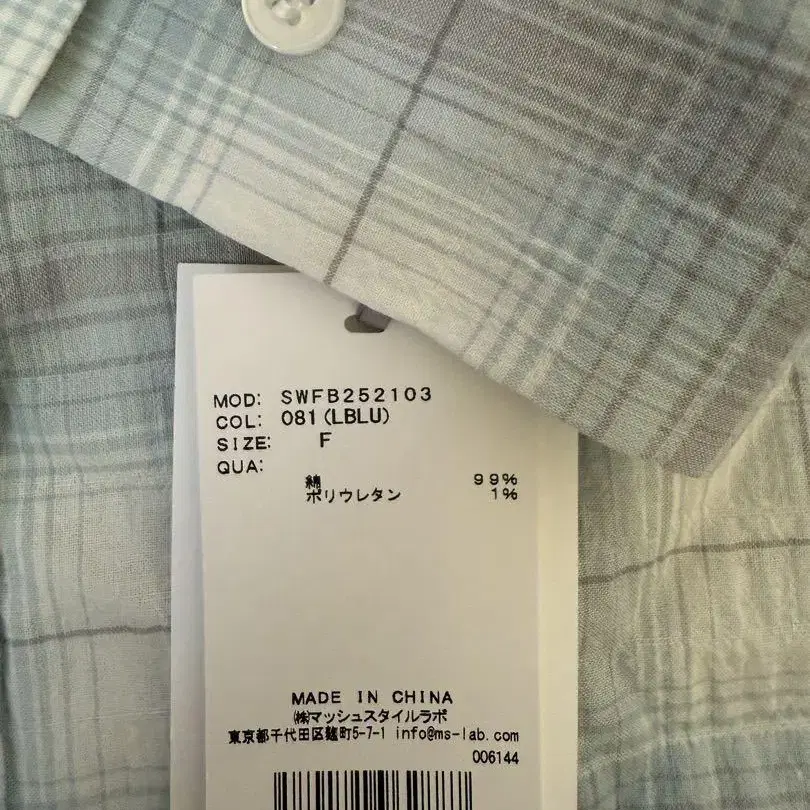 MOD: SWFB252103
COL: 081(LBLU)
SIZE: F
QUA:
綿 99%
ポリウレタン 1%
MADE IN CHINA
㈱マッシュスタイルラボ
東京都千代田区麹町5-7-1 info@ms-lab.com
006144